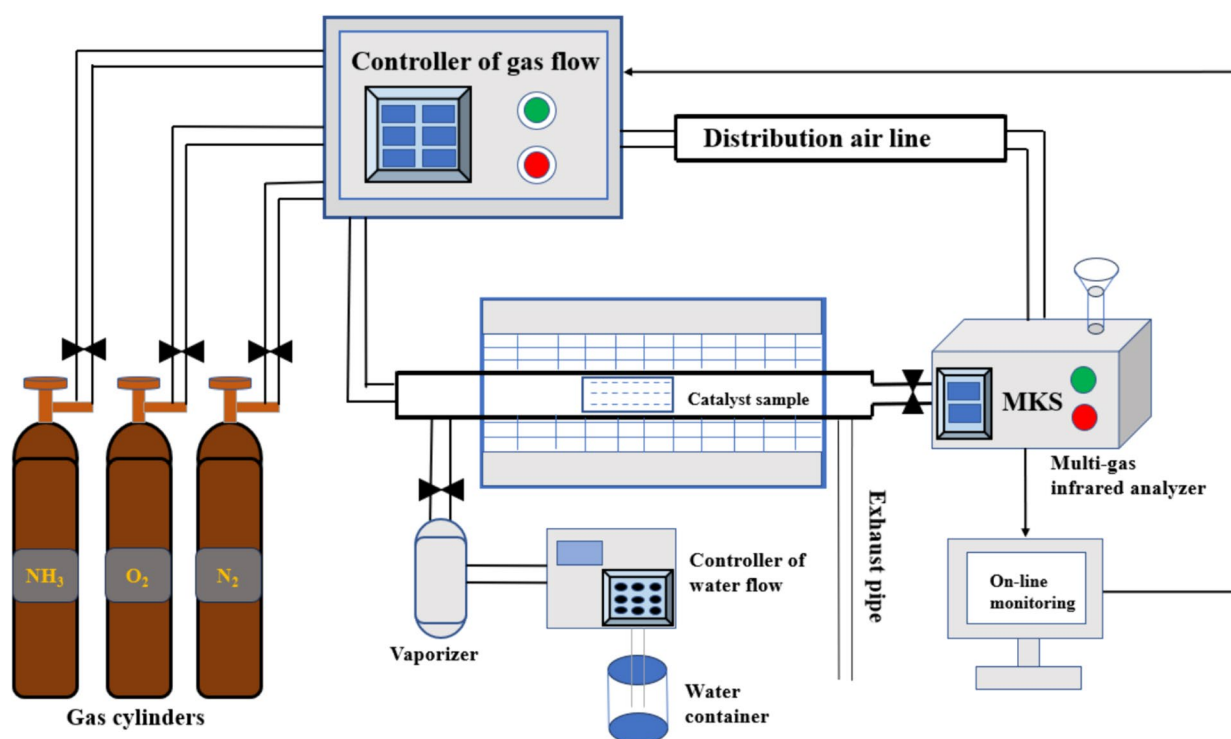 Controller of gas flow
Distribution air line
Catalyst sample
MKS
Multi-gas
infrared analyzer
NH₃
O₂
N₂
Exhaust pipe
Controller of
water flow
On-line
monitoring
Vaporizer
Water
container
Gas cylinders